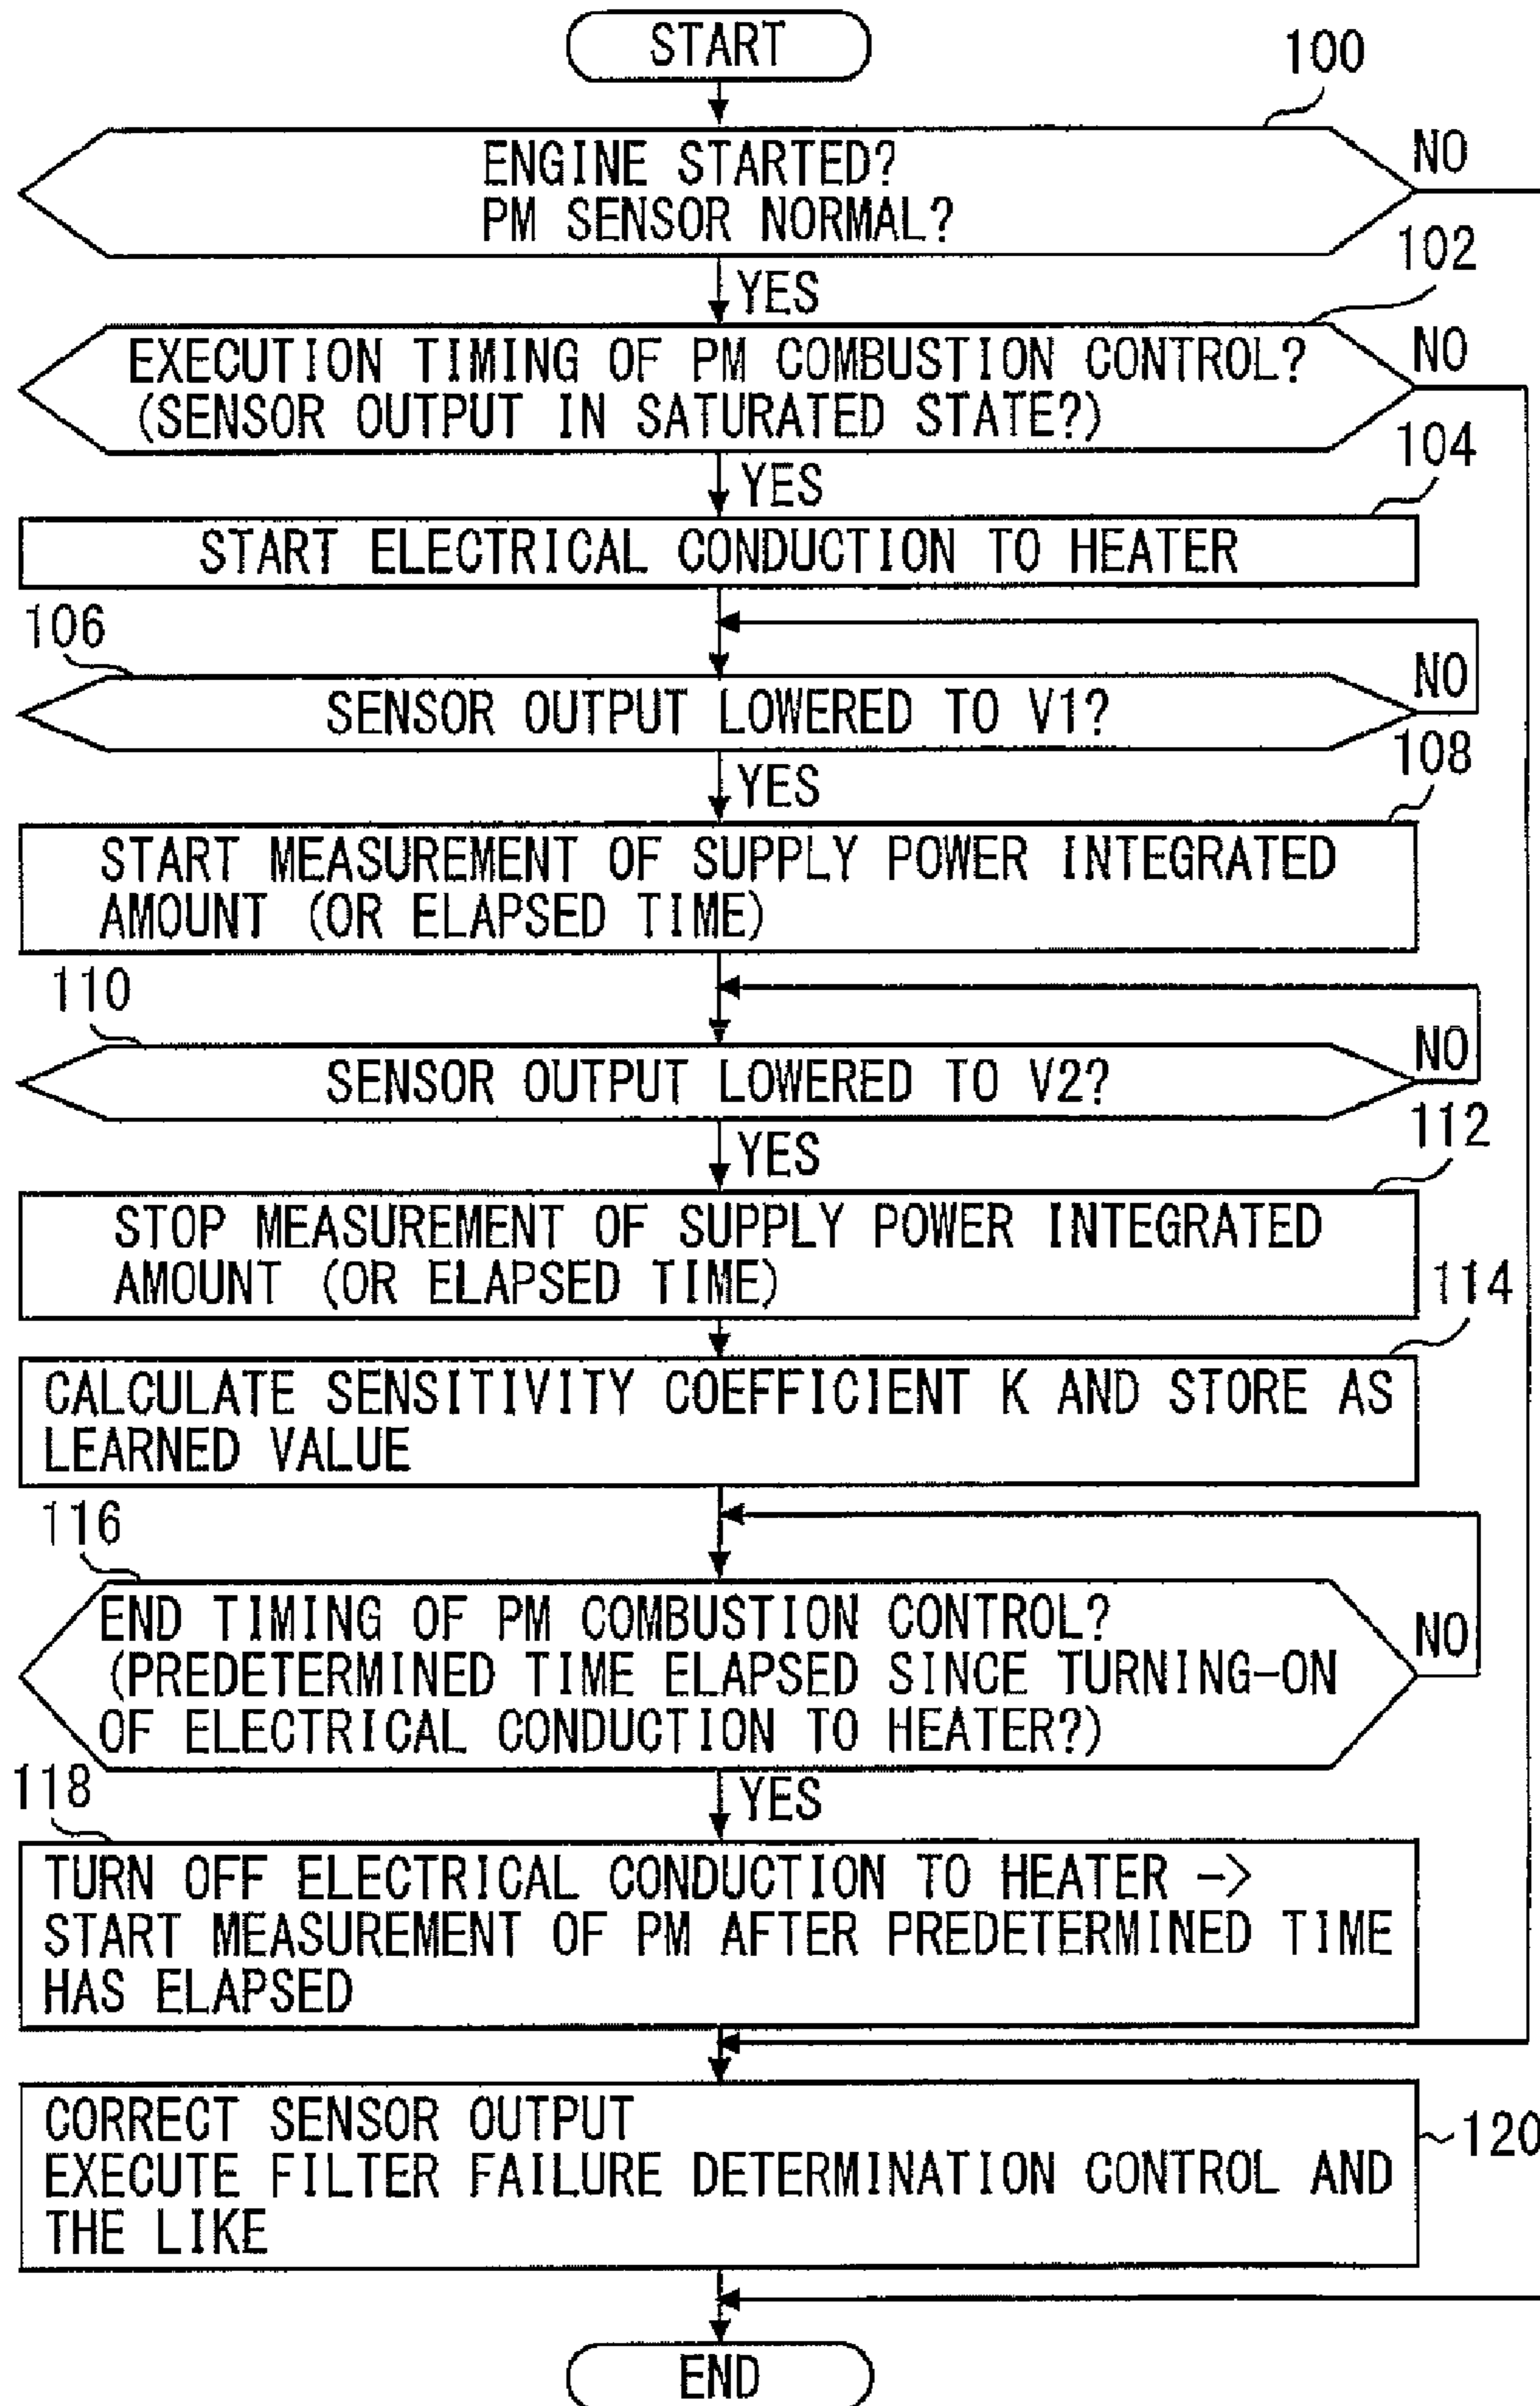 START
100
ENGINE STARTED?
PM SENSOR NORMAL?
NO
YES
102
EXECUTION TIMING OF PM COMBUSTION CONTROL?
(SENSOR OUTPUT IN SATURATED STATE?)
NO
YES
104
START ELECTRICAL CONDUCTION TO HEATER
106
SENSOR OUTPUT LOWERED TO V1?
NO
YES
108
START MEASUREMENT OF SUPPLY POWER INTEGRATED
AMOUNT (OR ELAPSED TIME)
110
SENSOR OUTPUT LOWERED TO V2?
NO
YES
112
STOP MEASUREMENT OF SUPPLY POWER INTEGRATED
AMOUNT (OR ELAPSED TIME)
114
CALCULATE SENSITIVITY COEFFICIENT K AND STORE AS
LEARNED VALUE
116
END TIMING OF PM COMBUSTION CONTROL?
(PREDETERMINED TIME ELAPSED SINCE TURNING-ON
OF ELECTRICAL CONDUCTION TO HEATER?)
NO
YES
118
TURN OFF ELECTRICAL CONDUCTION TO HEATER ->
START MEASUREMENT OF PM AFTER PREDETERMINED TIME
HAS ELAPSED
CORRECT SENSOR OUTPUT
EXECUTE FILTER FAILURE DETERMINATION CONTROL AND
THE LIKE
120
END